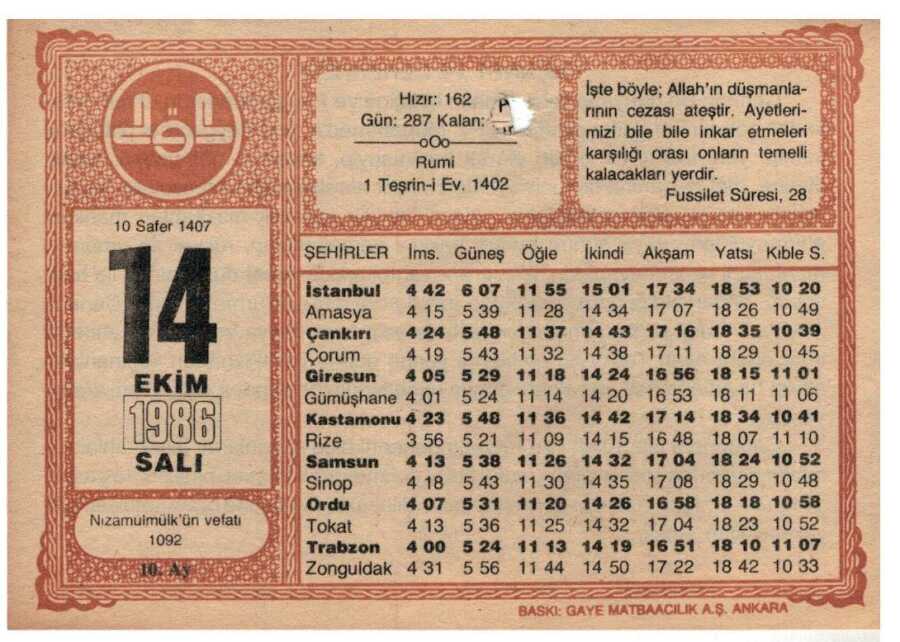 Hızır: 162
Gün: 287 Kalan:
oOo
Rumi
1 Teşrin-i Ev. 1402
İşte böyle; Allah'ın düşmanla-
rının cezası ateştir. Ayetleri-
mizi bile bile inkar etmeleri
karşılığı orası onların temelli
kalacakları yerdir.
Fussilet Sûresi, 28
10 Safer 1407
14
EKİM
1986
SALI
Nizamulmülk'ün vefatı
1092
10. Ay
ŞEHİRLER İms. Güneş Öğle İkindi Akşam Yatsı Kıble S.
İstanbul 4 42 6 07 11 55 15 01 17 34 18 53 10 20
Amasya 4 15 5 39 11 28 14 34 17 07 18 26 10 49
Çankırı 4 24 5 48 11 37 14 43 17 16 18 35 10 39
Çorum 4 19 5 43 11 32 14 38 17 11 18 29 10 45
Giresun 4 05 5 29 11 18 14 24 16 56 18 15 11 01
Gümüşhane 4 01 5 24 11 14 14 20 16 53 18 11 11 06
Kastamonu 4 23 5 48 11 36 14 42 17 14 18 34 10 41
Rize 3 56 5 21 11 09 14 15 16 48 18 07 11 10
Samsun 4 13 5 38 11 26 14 32 17 04 18 24 10 52
Sinop 4 18 5 43 11 30 14 35 17 08 18 29 10 48
Ordu 4 07 5 31 11 20 14 26 16 58 18 18 10 58
Tokat 4 13 5 36 11 25 14 32 17 04 18 23 10 52
Trabzon 4 00 5 24 11 13 14 19 16 51 18 10 11 07
Zonguldak 4 31 5 56 11 44 14 50 17 22 18 42 10 33
BASKI: GAYE MATBAACILIK A.Ş. ANKARA